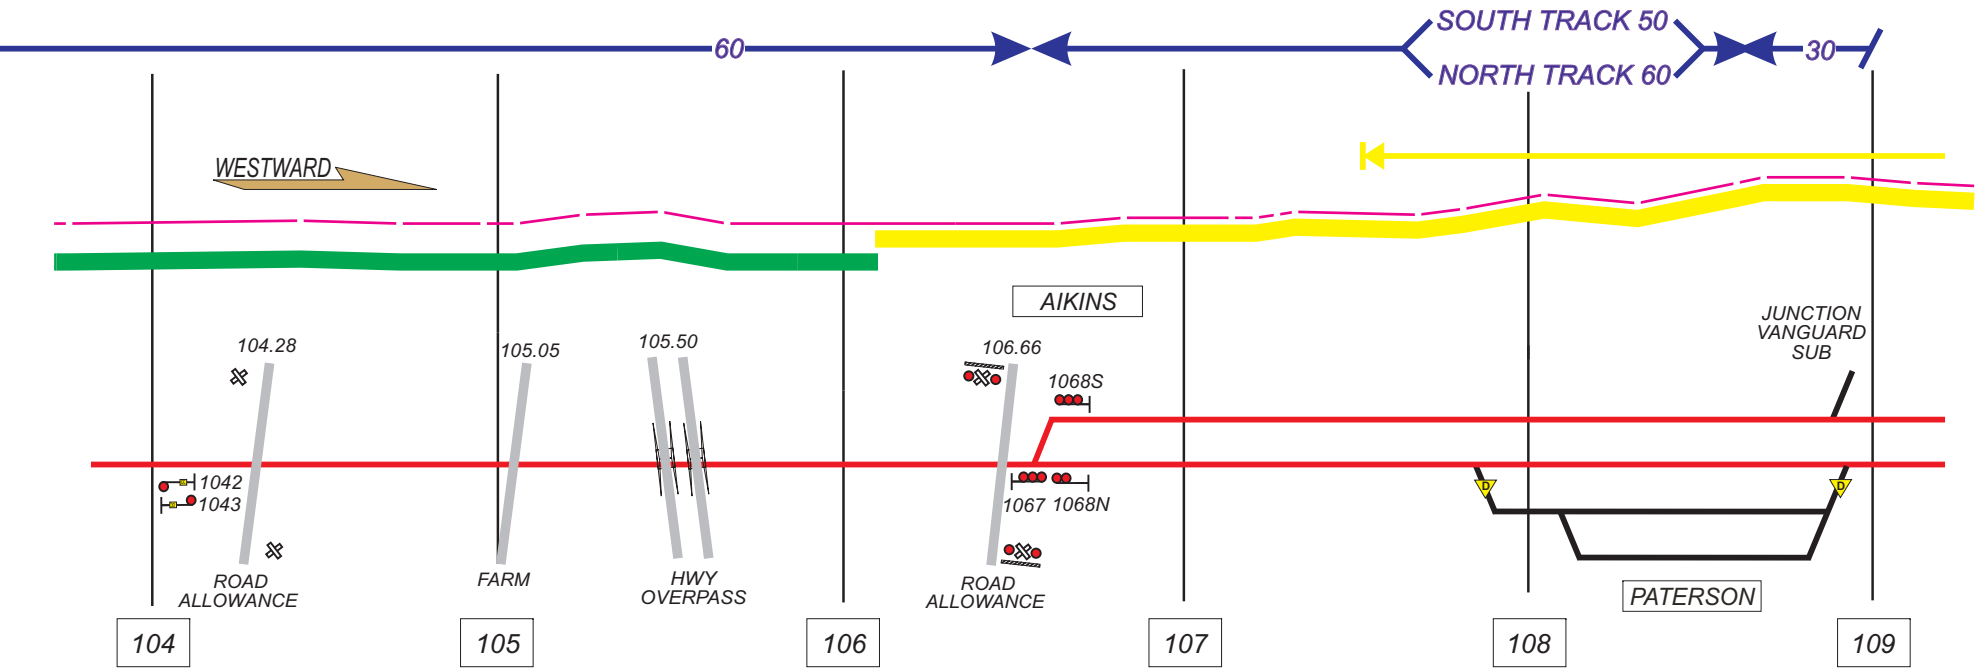 SOUTH TRACK 50
60
30
NORTH TRACK 60
WESTWARD
AIKINS
JUNCTION
VANGUARD
SUB
104.28
105.05
105.50
106.66
1068S
1042
1043
1067 1068N
D
D
ROAD
ALLOWANCE
FARM
HWY
OVERPASS
ROAD
ALLOWANCE
PATERSON
104
105
106
107
108
109